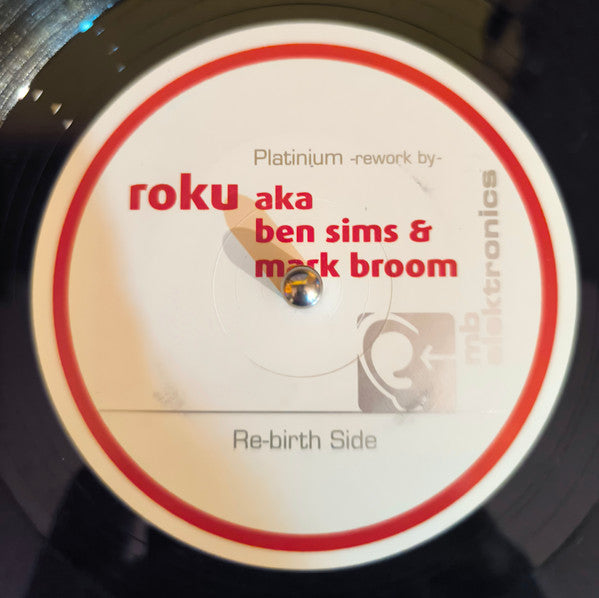 Platinium -rework by-
roku aka
ben sims &
mark broom
mb
elektronics
Re-birth Side